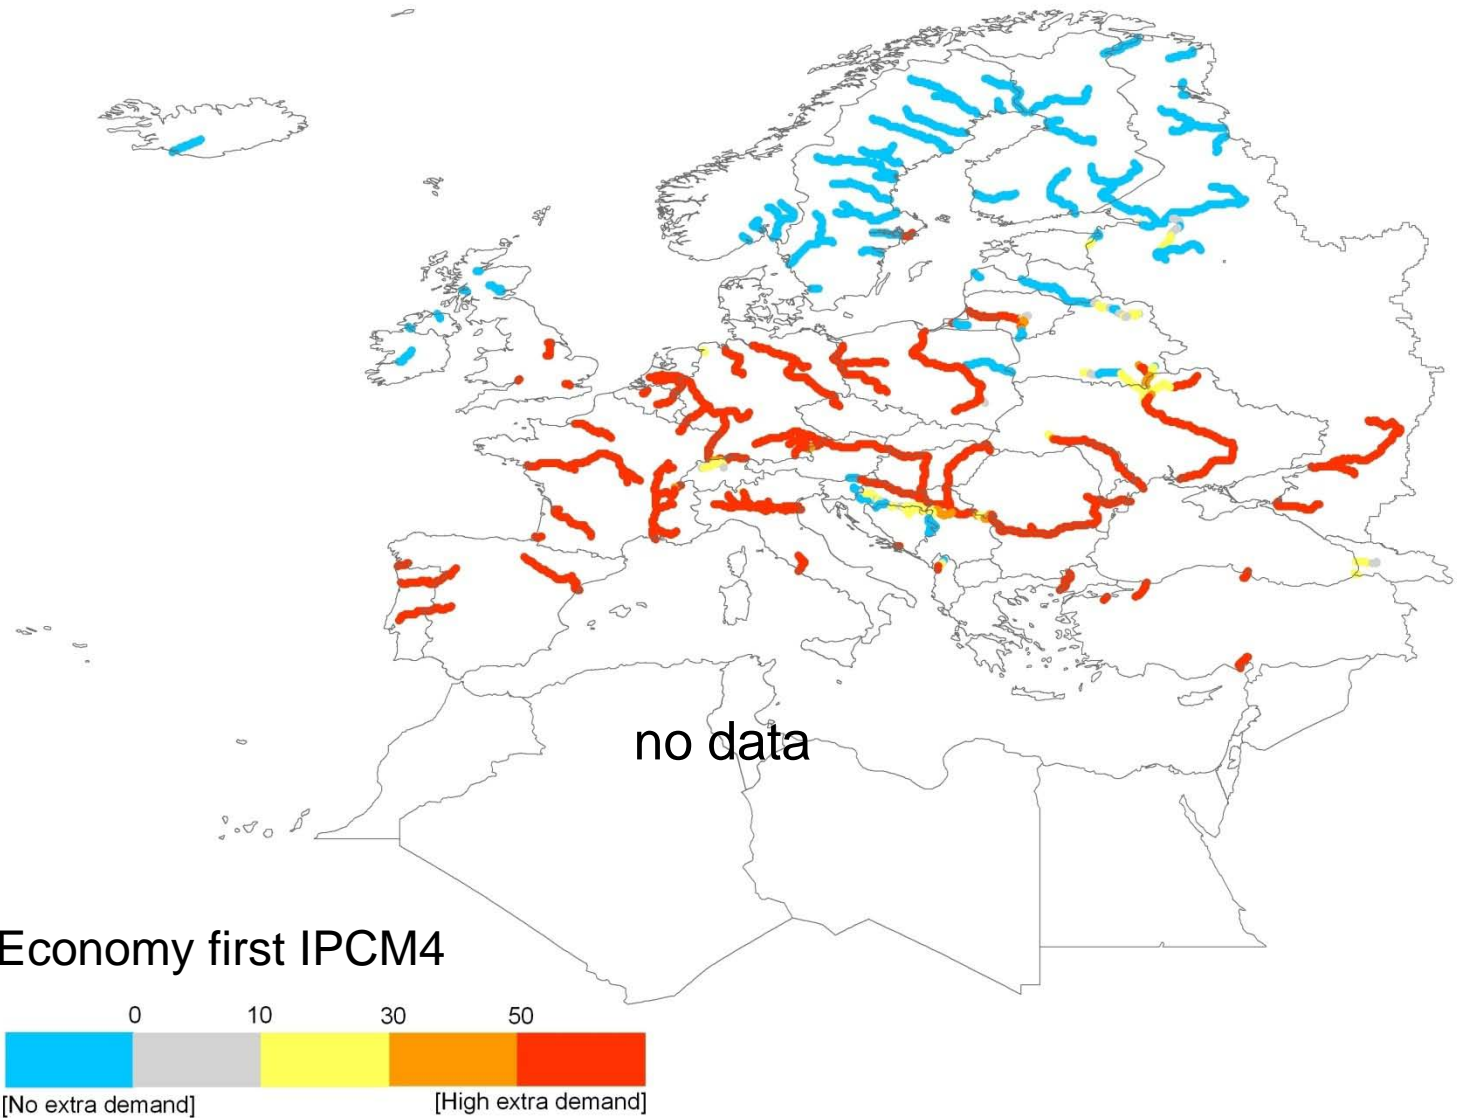 no data
Economy first IPCM4
0 10 30 50
[No extra demand] [High extra demand]